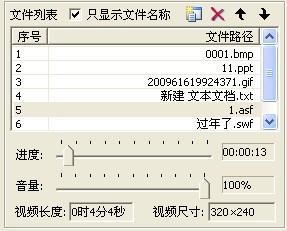 文件列表 只显示文件名称
序号 文件路径
1 0001.bmp
2 11.ppt
3 200961619924371.gif
4 新建 文本文档.txt
5 1.asf
6 过年了.swf
进度: 00:00:13
音量: 100%
视频长度: 0时4分4秒 视频尺寸: 320×240